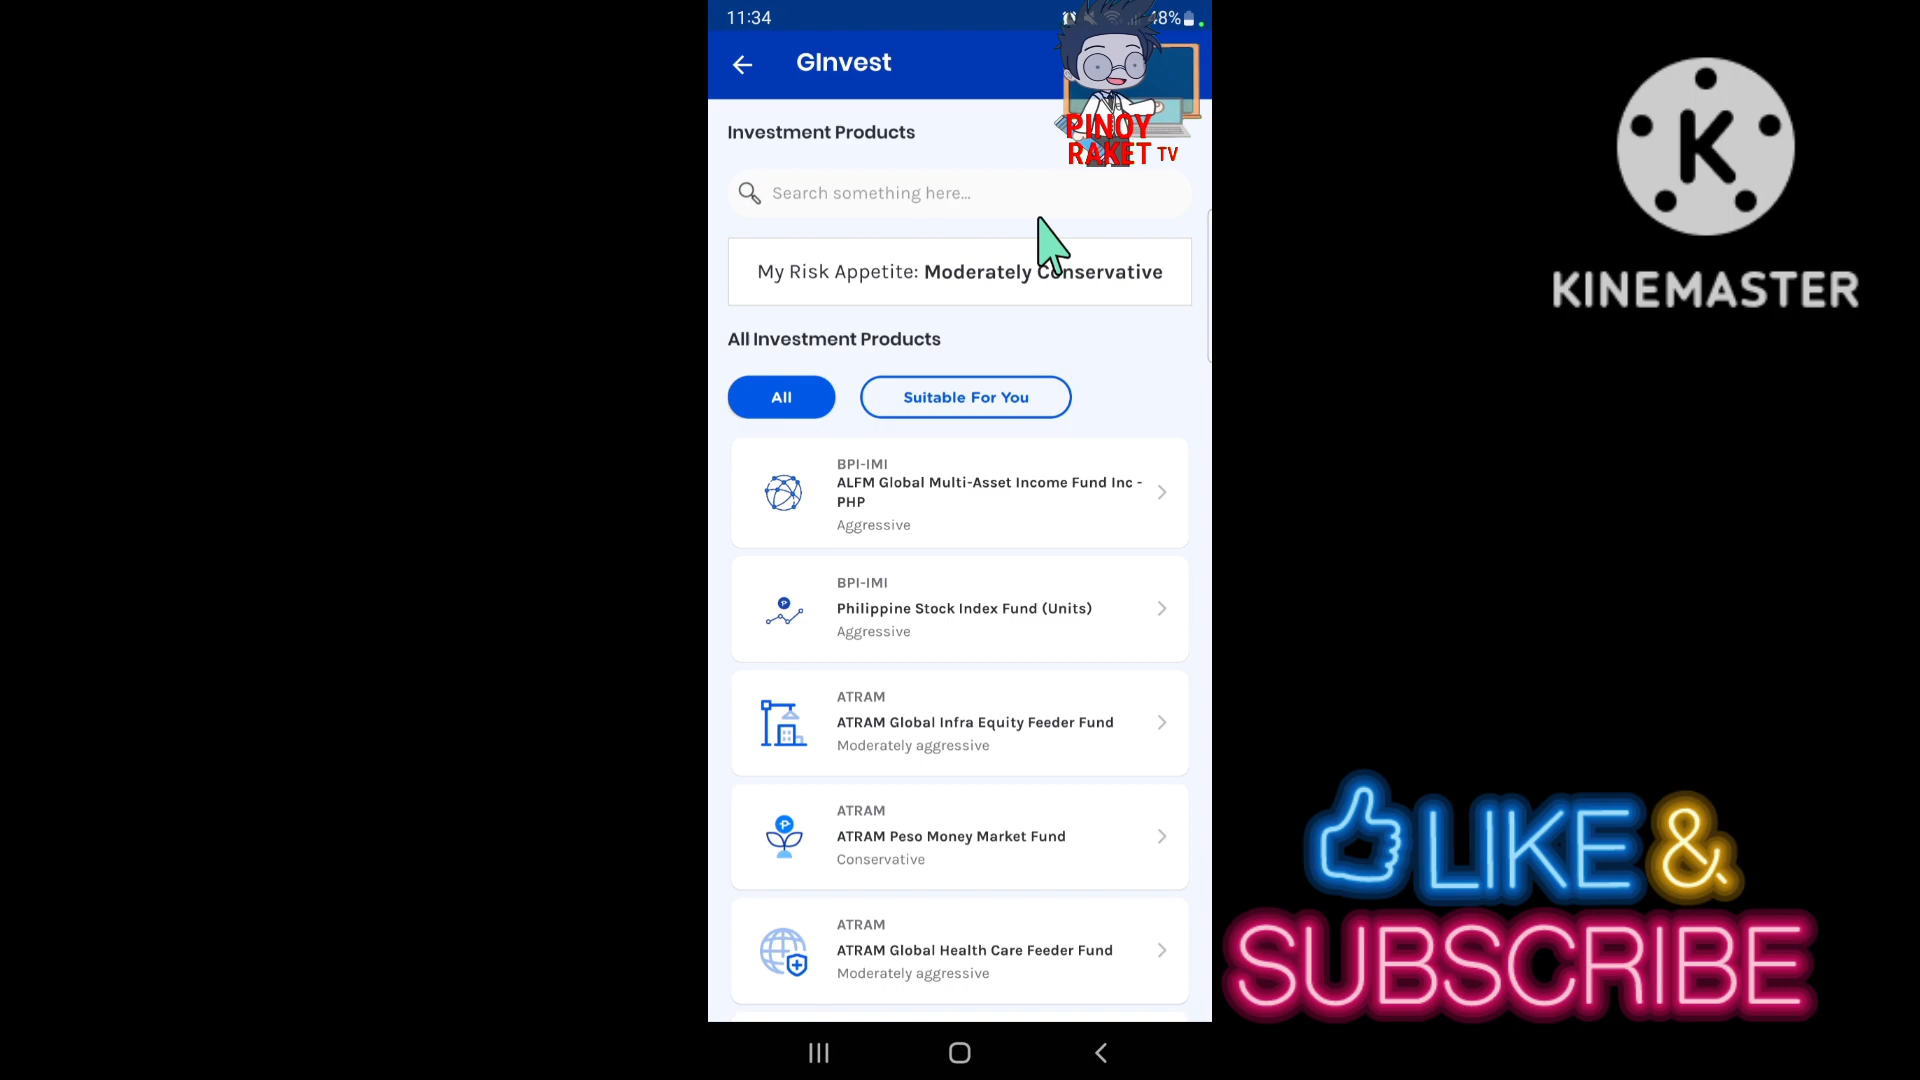 11:34
48%
GInvest
PINOY
RAKET TV
Investment Products
Search something here...
My Risk Appetite: Moderately Conservative
All Investment Products
All
Suitable For You
BPI-IMI
ALFM Global Multi-Asset Income Fund Inc -
PHP
Aggressive
BPI-IMI
Philippine Stock Index Fund (Units)
Aggressive
ATRAM
ATRAM Global Infra Equity Feeder Fund
Moderately aggressive
ATRAM
ATRAM Peso Money Market Fund
Conservative
ATRAM
ATRAM Global Health Care Feeder Fund
Moderately aggressive
K
KINEMASTER
LIKE &
SUBSCRIBE